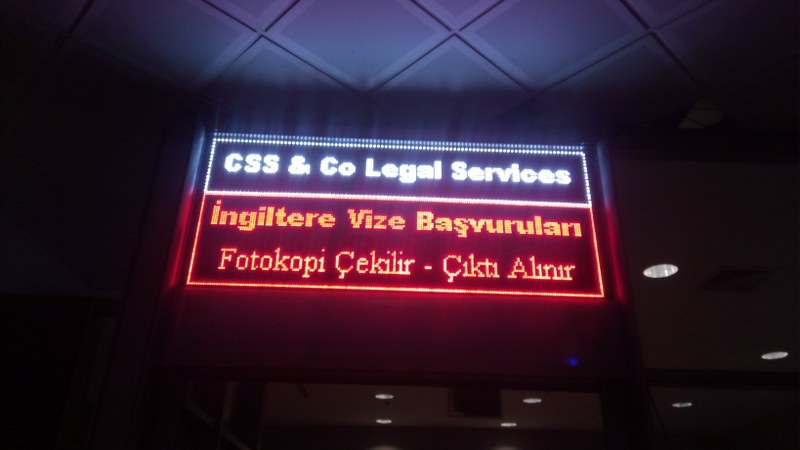 CSS & Co Legal Services
İngiltere Vize Başvuruları
Fotokopi Çekilir - Çıktı Alınır